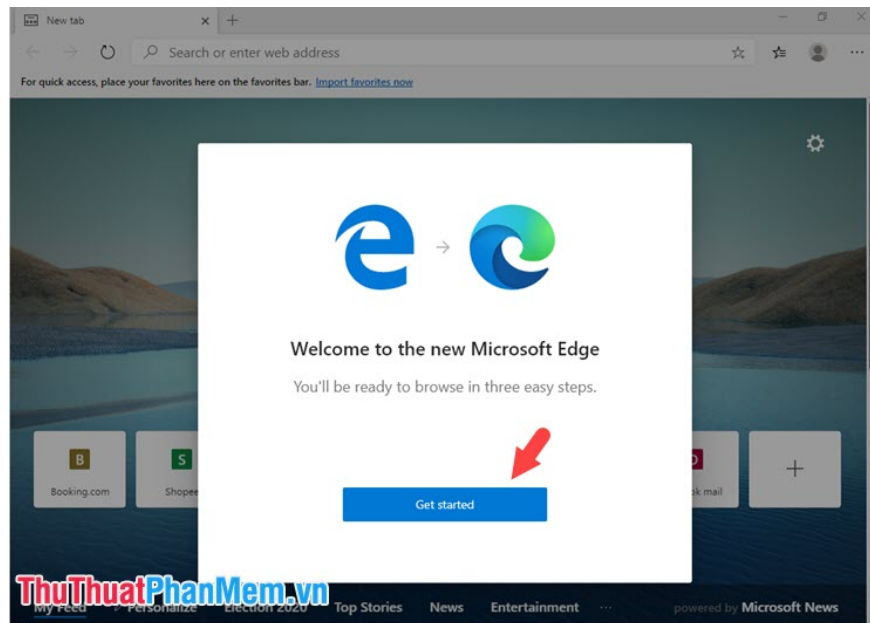 New tab
Search or enter web address
For quick access, place your favorites here on the favorites bar. Import favorites now
Welcome to the new Microsoft Edge
You'll be ready to browse in three easy steps.
B
S
Booking.com
Shopee
ok mail
Get started
ThuThuatPhanMem.vn
My Feed Personalize Election 2020 Top Stories News Entertainment ... powered by Microsoft News